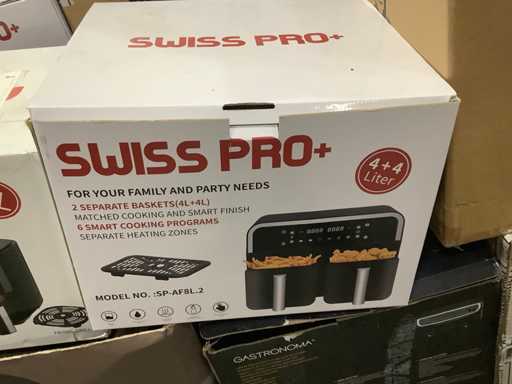 SWISS PRO+
SWISS PRO+
4+4
Liter
FOR YOUR FAMILY AND PARTY NEEDS
2 SEPARATE BASKETS(4L+4L)
MATCHED COOKING AND SMART FINISH
6 SMART COOKING PROGRAMS
SEPARATE HEATING ZONES
MODEL NO. :SP-AF8L.2
GASTRONOMA